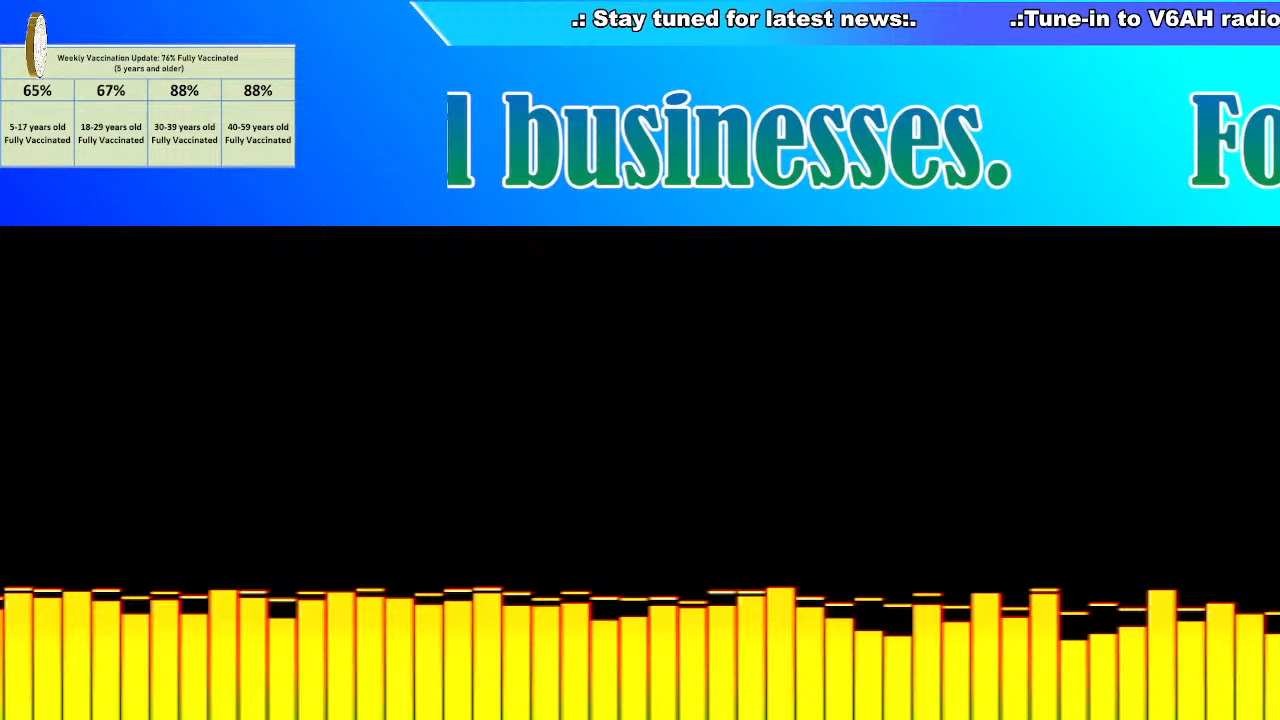 .: Stay tuned for latest news:.
.:Tune-in to V6AH radio
Weekly Vaccination Update: 76% Fully Vaccinated
(5 years and older)
65% 67% 88% 88%
5-17 years old 18-29 years old 30-39 years old 40-59 years old
Fully Vaccinated Fully Vaccinated Fully Vaccinated Fully Vaccinated
l businesses. Fo